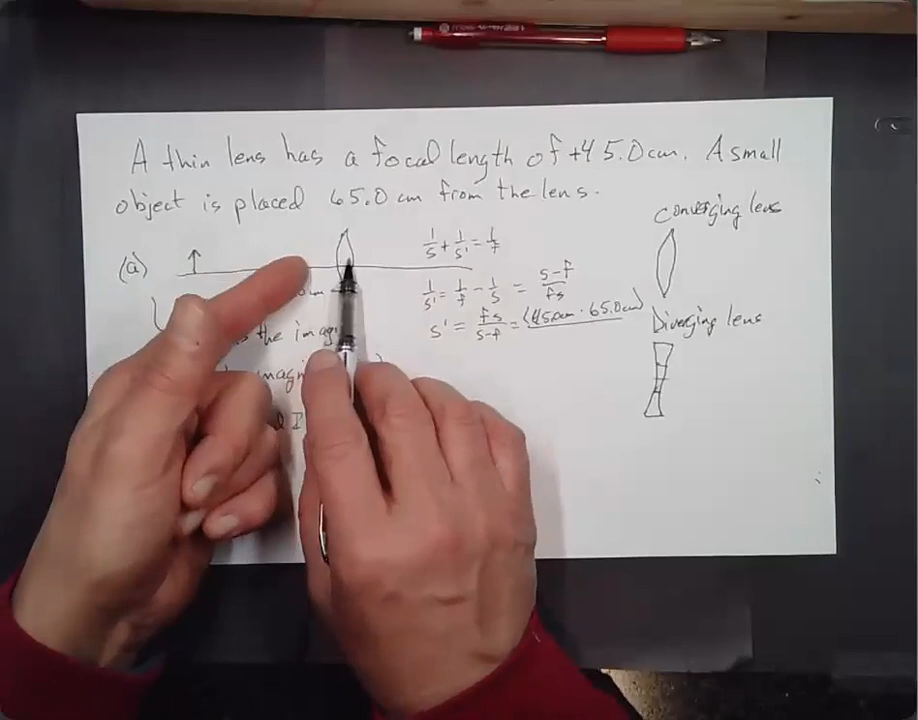 A thin lens has a focal length of +45.0cm. A small
object is placed 65.0 cm from the lens.
Converging lens
(a)
1/s + 1/s' = 1/f
1/s' = 1/f - 1/s = s-f/fs
s' = fs/s-f = (45.0cm · 65.0cm)
Diverging lens
the imag